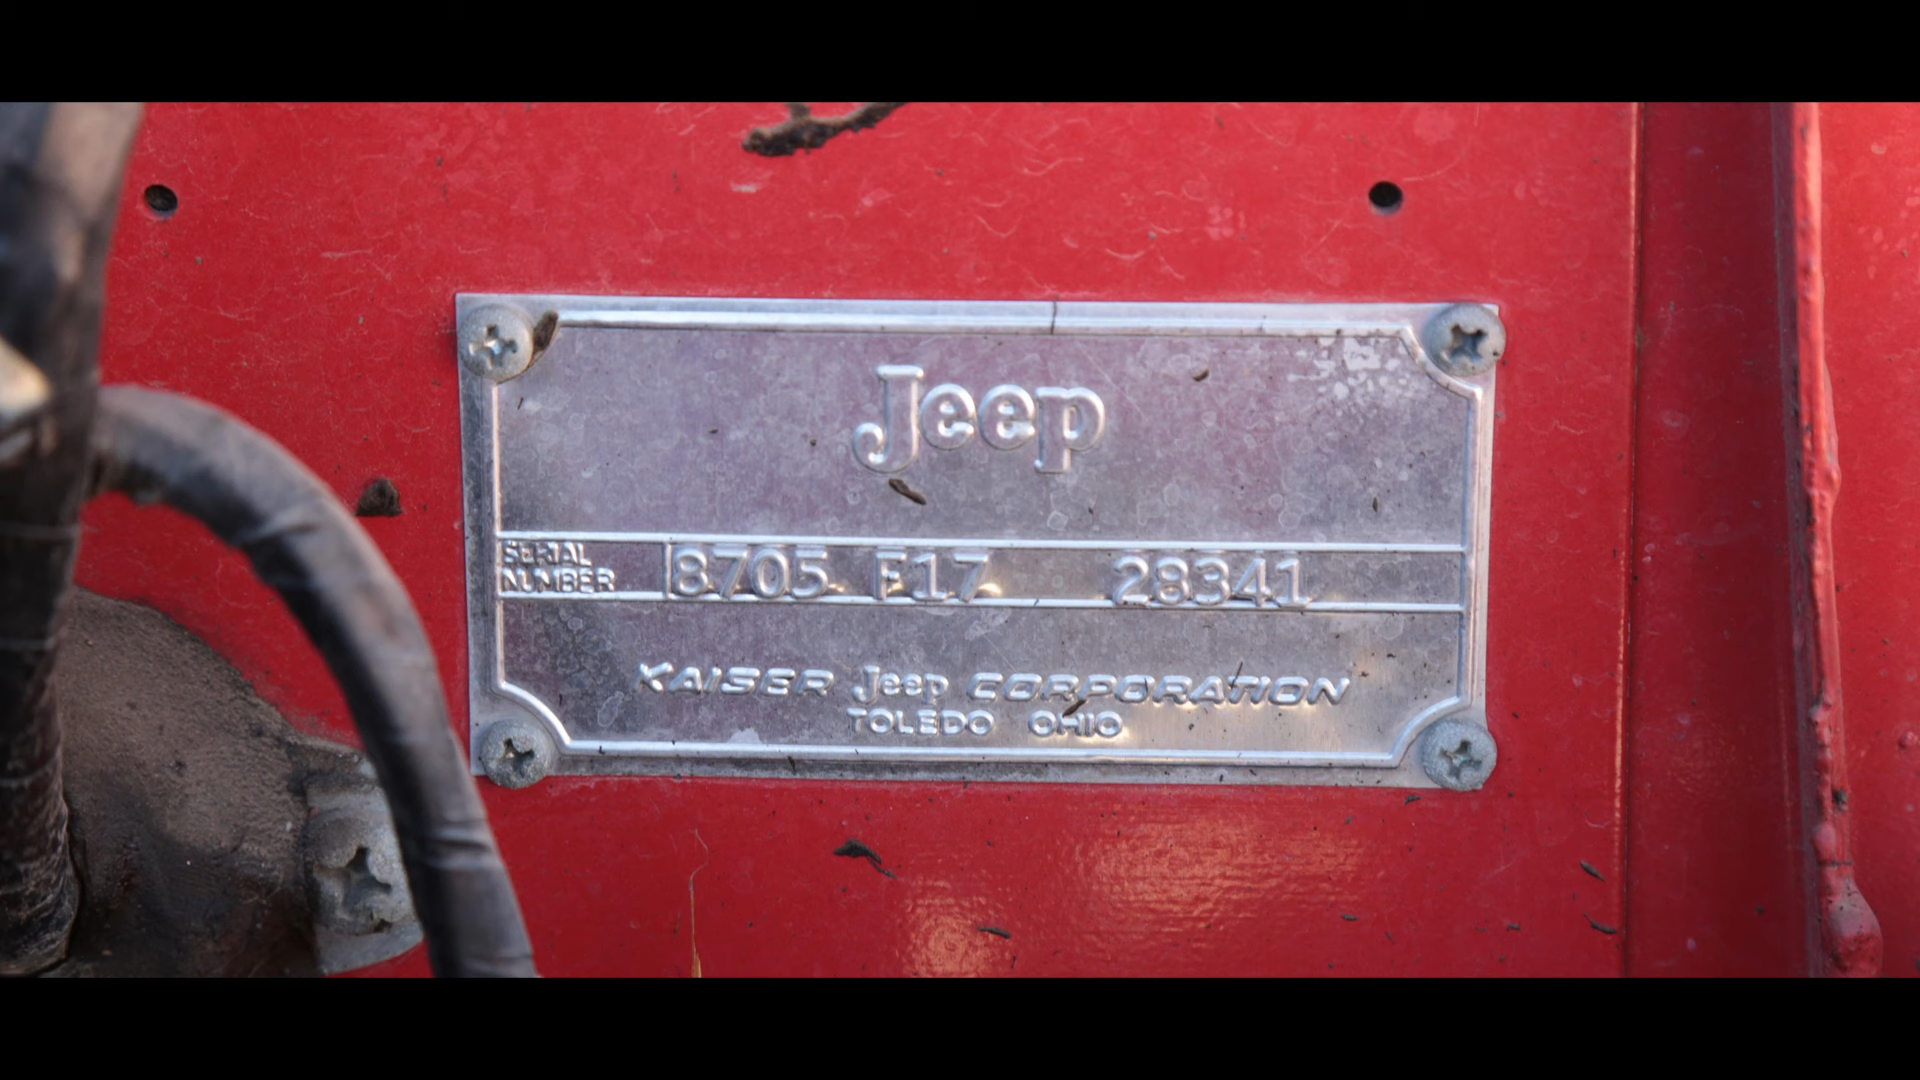 Jeep
SERIAL NUMBER 8705 F17 28341
KAISER Jeep CORPORATION
TOLEDO OHIO